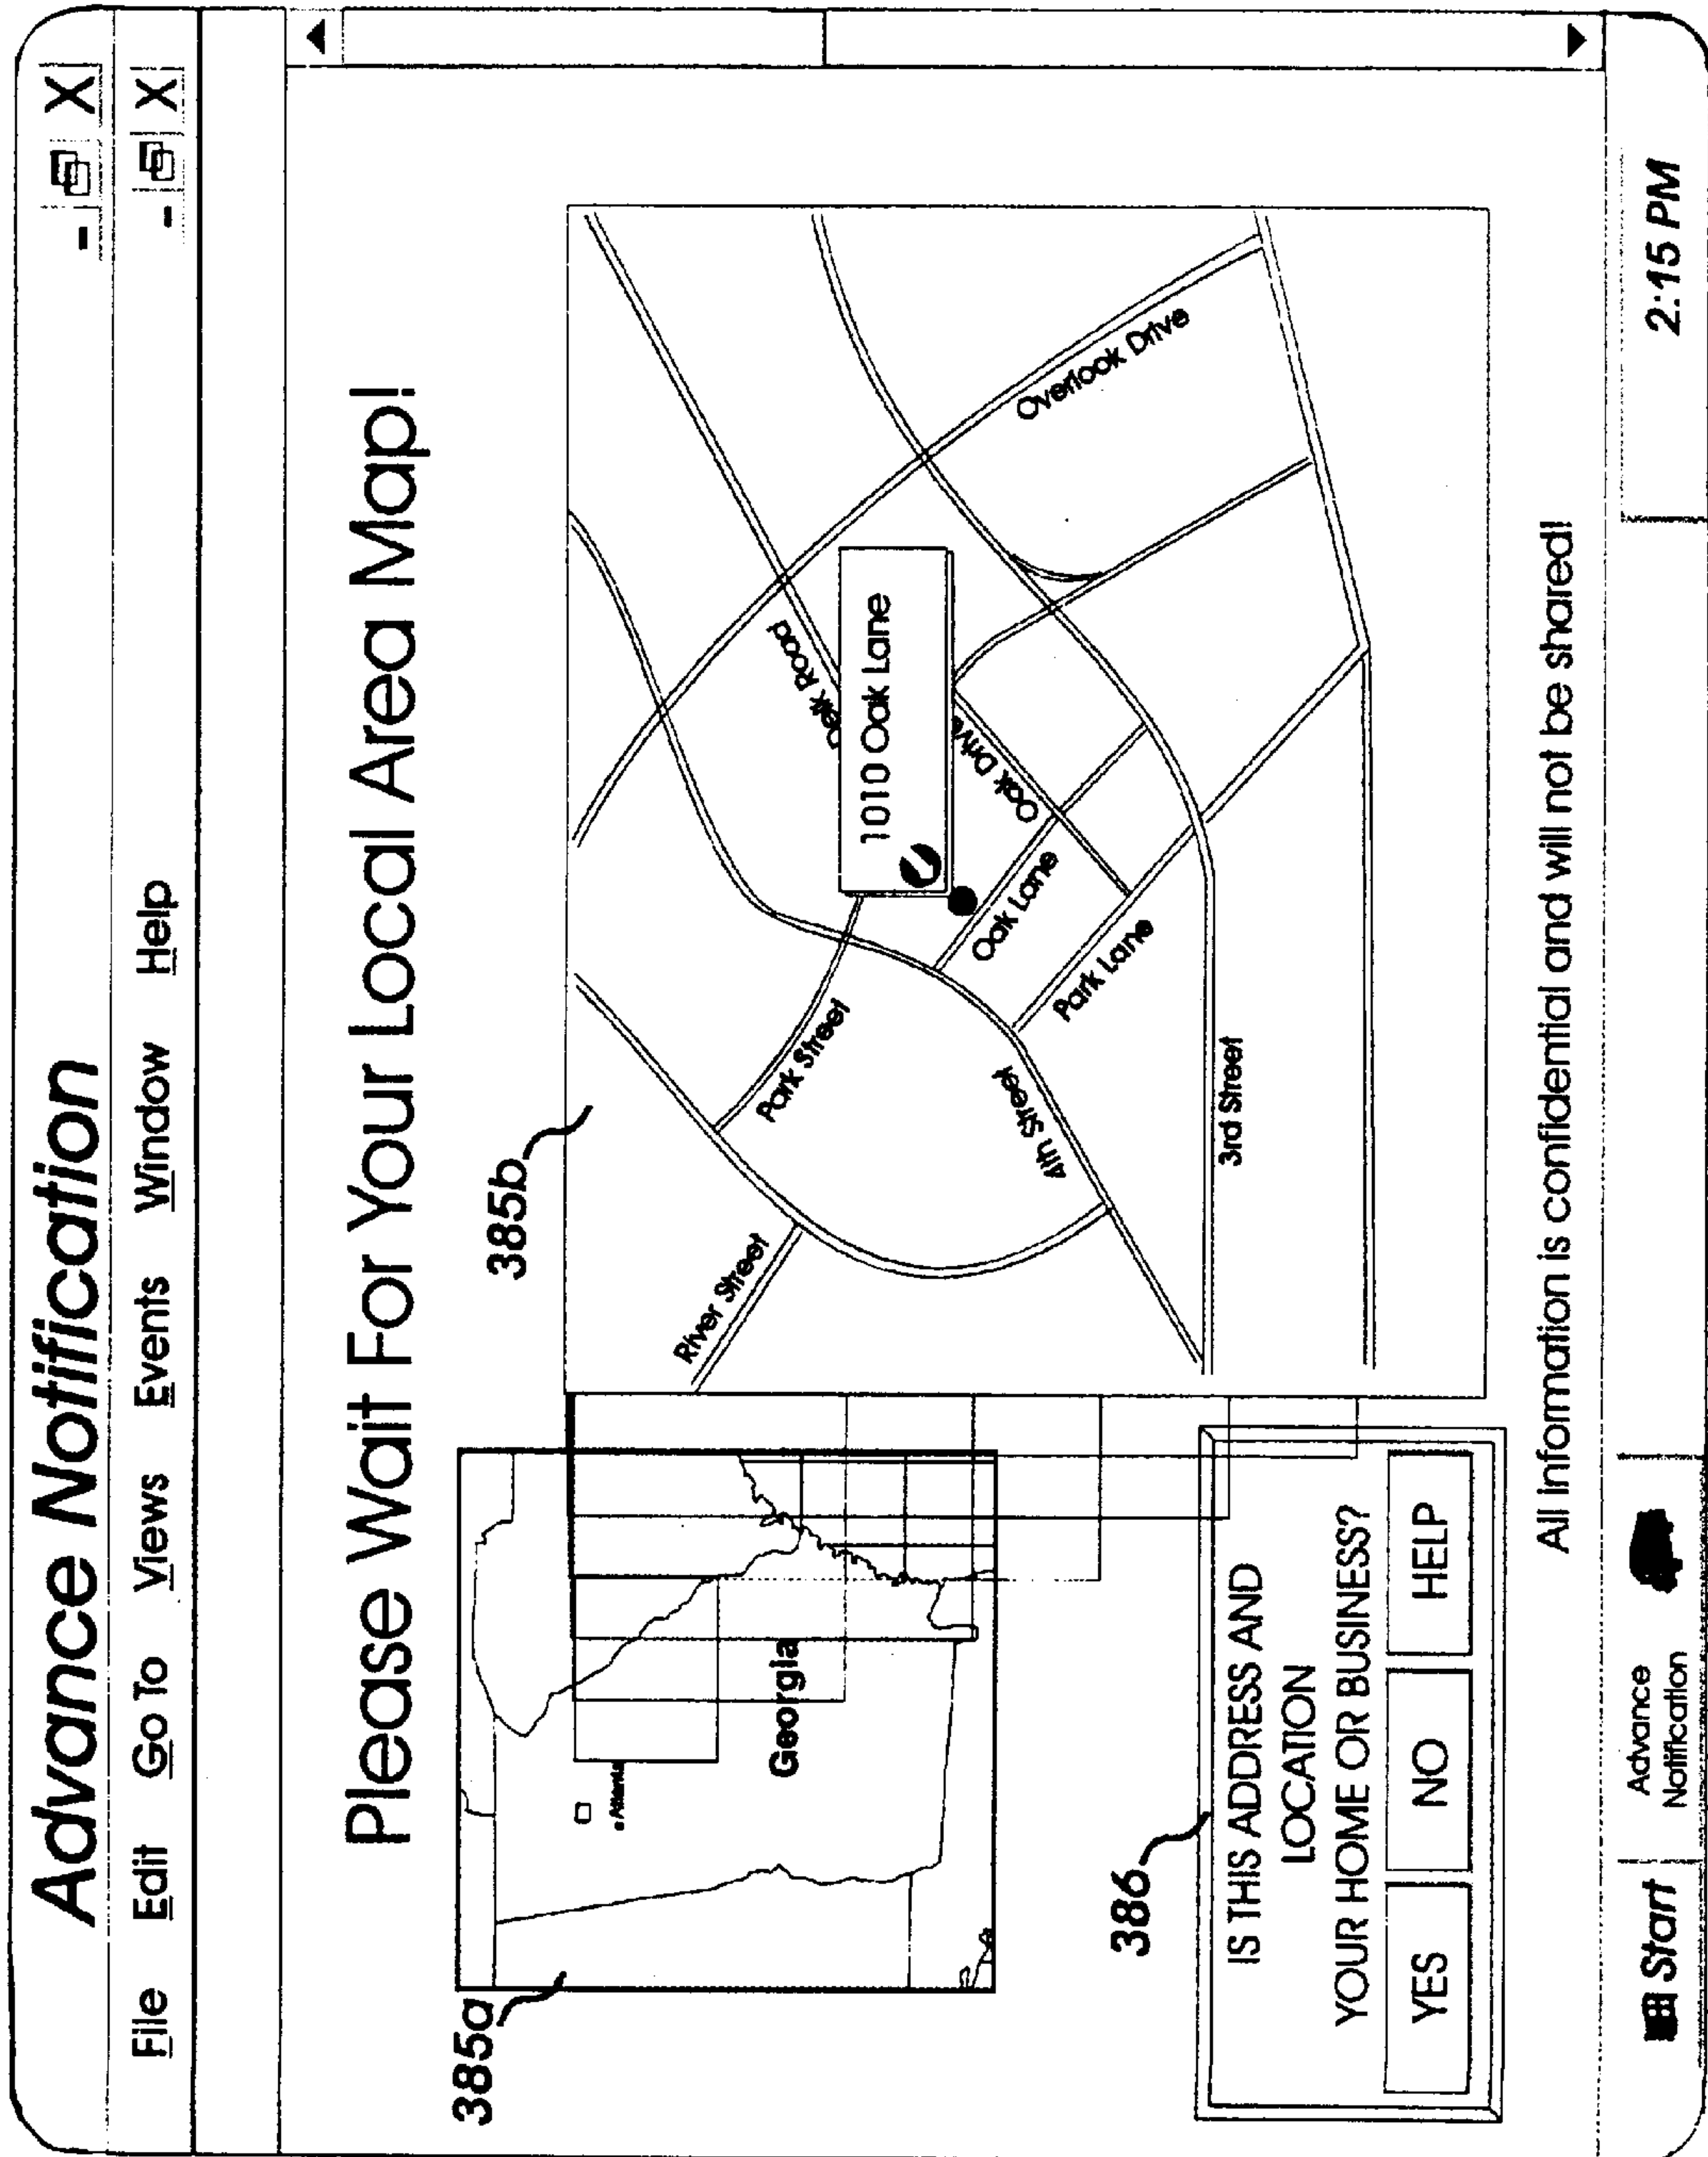 Advance Notification
File Edit Go To Views Events Window Help
Please Wait For Your Local Area Map!
385a
385b
Atlanta
Georgia
River Street
Park Street
4th Street
3rd Street
Park Lane
Oak Lane
Oak Drive
Road
1010 Oak Lane
Overlook Drive
386
IS THIS ADDRESS AND
LOCATION
YOUR HOME OR BUSINESS?
YES NO HELP
All information is confidential and will not be shared!
Start
Advance
Notification
2:15 PM